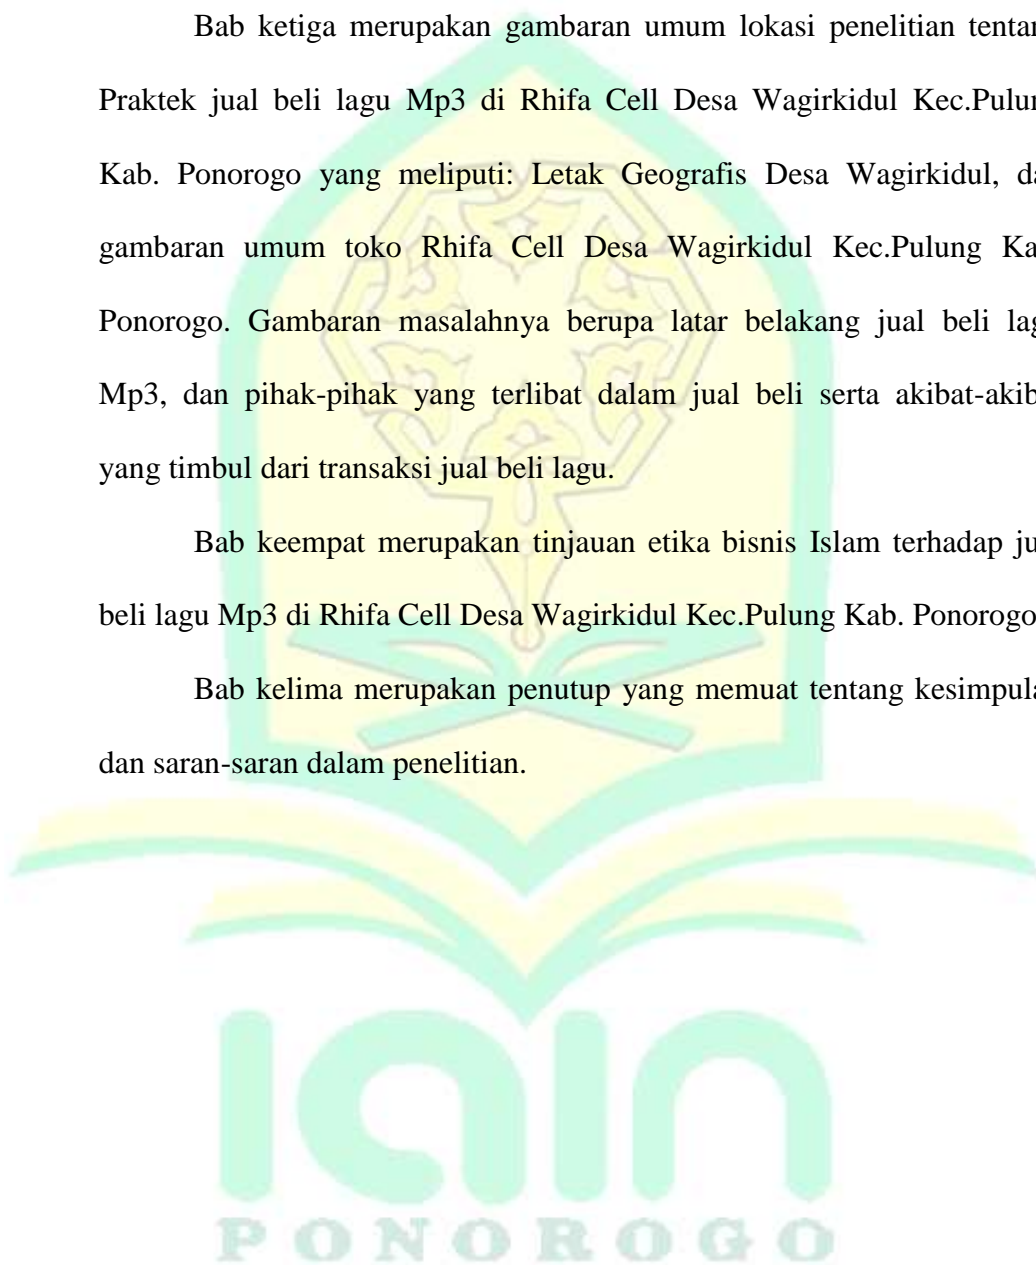 Bab ketiga merupakan gambaran umum lokasi penelitian tentan
Praktek jual beli lagu Mp3 di Rhifa Cell Desa Wagirkidul Kec.Pulun
Kab. Ponorogo yang meliputi: Letak Geografis Desa Wagirkidul, da
gambaran umum toko Rhifa Cell Desa Wagirkidul Kec.Pulung Ka
Ponorogo. Gambaran masalahnya berupa latar belakang jual beli lag
Mp3, dan pihak-pihak yang terlibat dalam jual beli serta akibat-akib
yang timbul dari transaksi jual beli lagu.
Bab keempat merupakan tinjauan etika bisnis Islam terhadap ju
beli lagu Mp3 di Rhifa Cell Desa Wagirkidul Kec.Pulung Kab. Ponorogo
Bab kelima merupakan penutup yang memuat tentang kesimpula
dan saran-saran dalam penelitian.
iain
PONOROGO